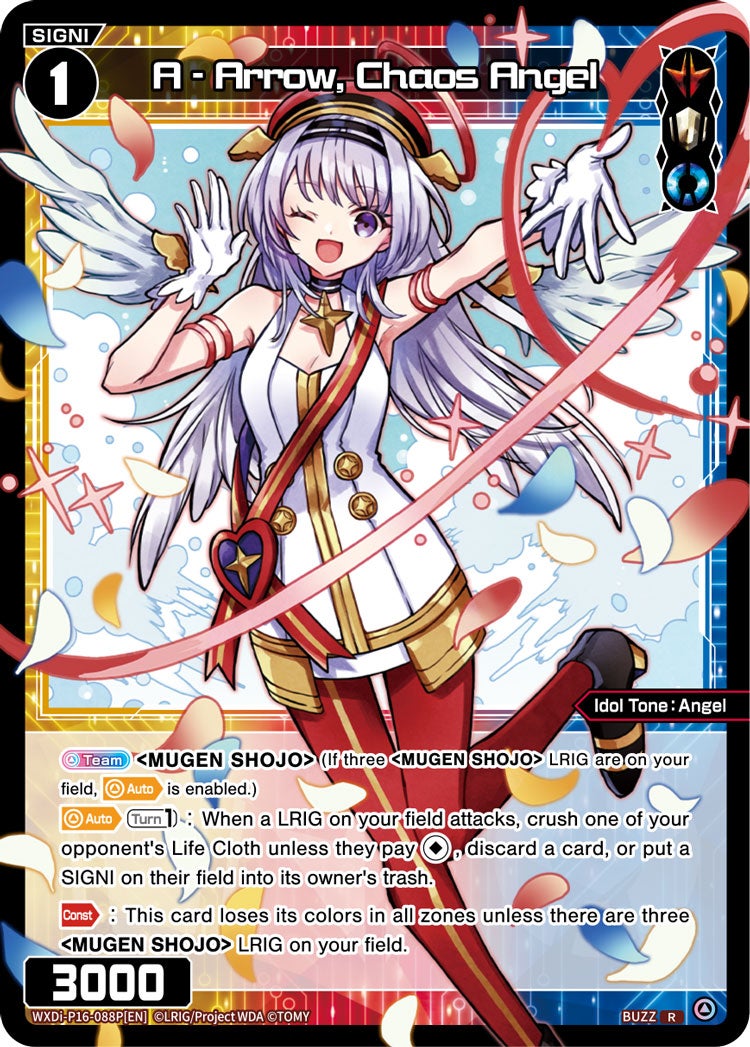 SIGNI
1
A - Arrow, Chaos Angel
Idol Tone : Angel
Team <MUGEN SHOJO> (If three <MUGEN SHOJO> LRIG are on your
field, Auto is enabled.)
Auto Turn 1 : When a LRIG on your field attacks, crush one of your
opponent's Life Cloth unless they pay , discard a card, or put a
SIGNI on their field into its owner's trash.
Const : This card loses its colors in all zones unless there are three
<MUGEN SHOJO> LRIG on your field.
3000
WXDi-P16-088P[EN] ©LRIG/Project WDA ©TOMY
BUZZ R